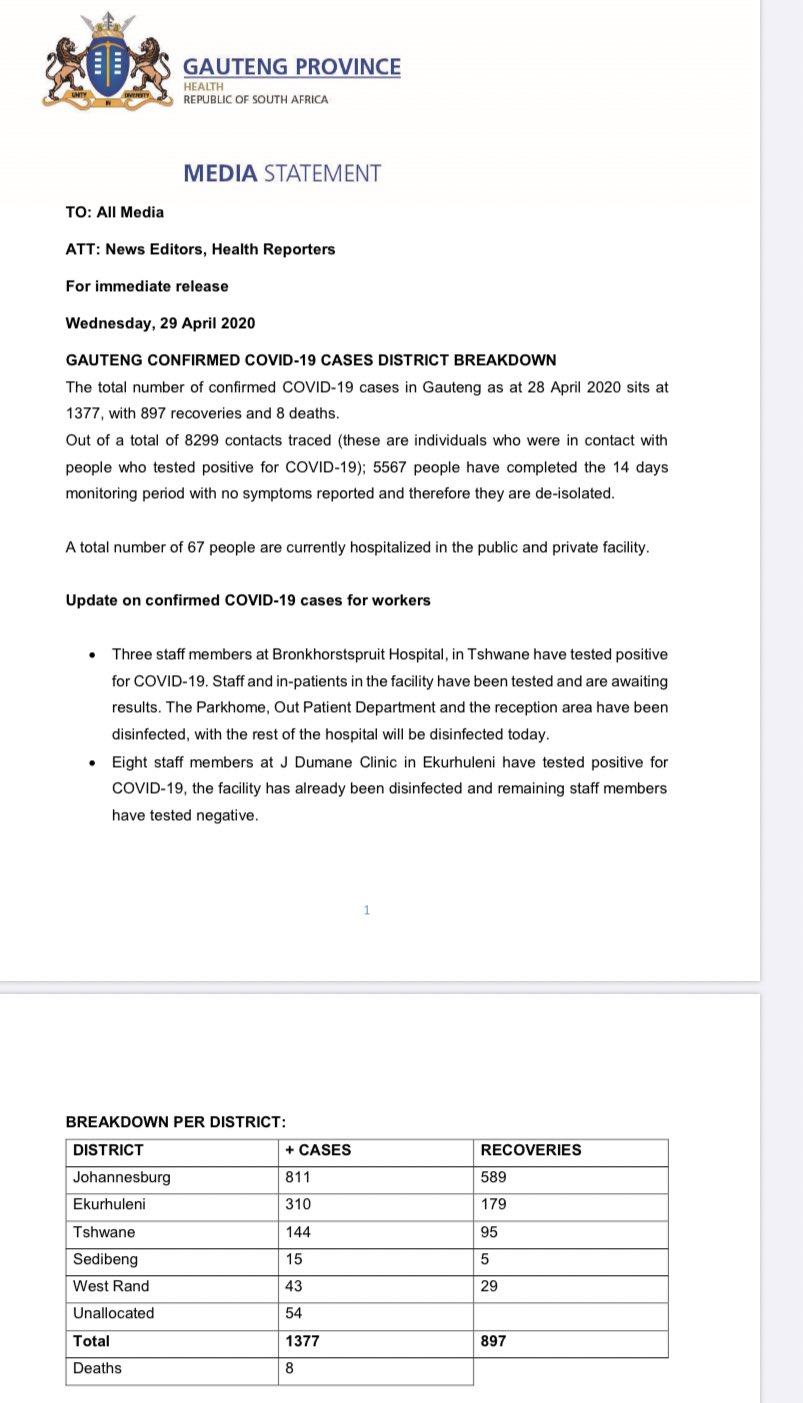 UNITY
IN
DIVERSITY
GAUTENG PROVINCE
HEALTH
REPUBLIC OF SOUTH AFRICA
MEDIA STATEMENT
TO: All Media
ATT: News Editors, Health Reporters
For immediate release
Wednesday, 29 April 2020
GAUTENG CONFIRMED COVID-19 CASES DISTRICT BREAKDOWN
The total number of confirmed COVID-19 cases in Gauteng as at 28 April 2020 sits at
1377, with 897 recoveries and 8 deaths.
Out of a total of 8299 contacts traced (these are individuals who were in contact with
people who tested positive for COVID-19); 5567 people have completed the 14 days
monitoring period with no symptoms reported and therefore they are de-isolated.
A total number of 67 people are currently hospitalized in the public and private facility.
Update on confirmed COVID-19 cases for workers
• Three staff members at Bronkhorstspruit Hospital, in Tshwane have tested positive
for COVID-19. Staff and in-patients in the facility have been tested and are awaiting
results. The Parkhome, Out Patient Department and the reception area have been
disinfected, with the rest of the hospital will be disinfected today.
• Eight staff members at J Dumane Clinic in Ekurhuleni have tested positive for
COVID-19, the facility has already been disinfected and remaining staff members
have tested negative.
1
BREAKDOWN PER DISTRICT:
DISTRICT + CASES RECOVERIES
Johannesburg 811 589
Ekurhuleni 310 179
Tshwane 144 95
Sedibeng 15 5
West Rand 43 29
Unallocated 54
Total 1377 897
Deaths 8